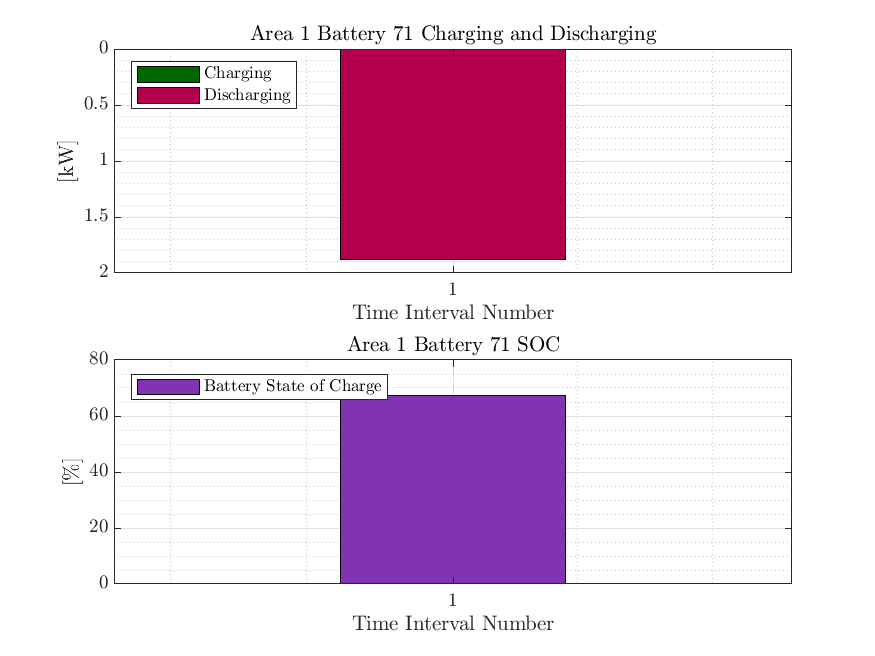 Area 1 Battery 71 Charging and Discharging
0
Charging
Discharging
0.5
[kW]
1
1.5
2
1
Time Interval Number
Area 1 Battery 71 SOC
80
Battery State of Charge
60
[%]
40
20
0
1
Time Interval Number